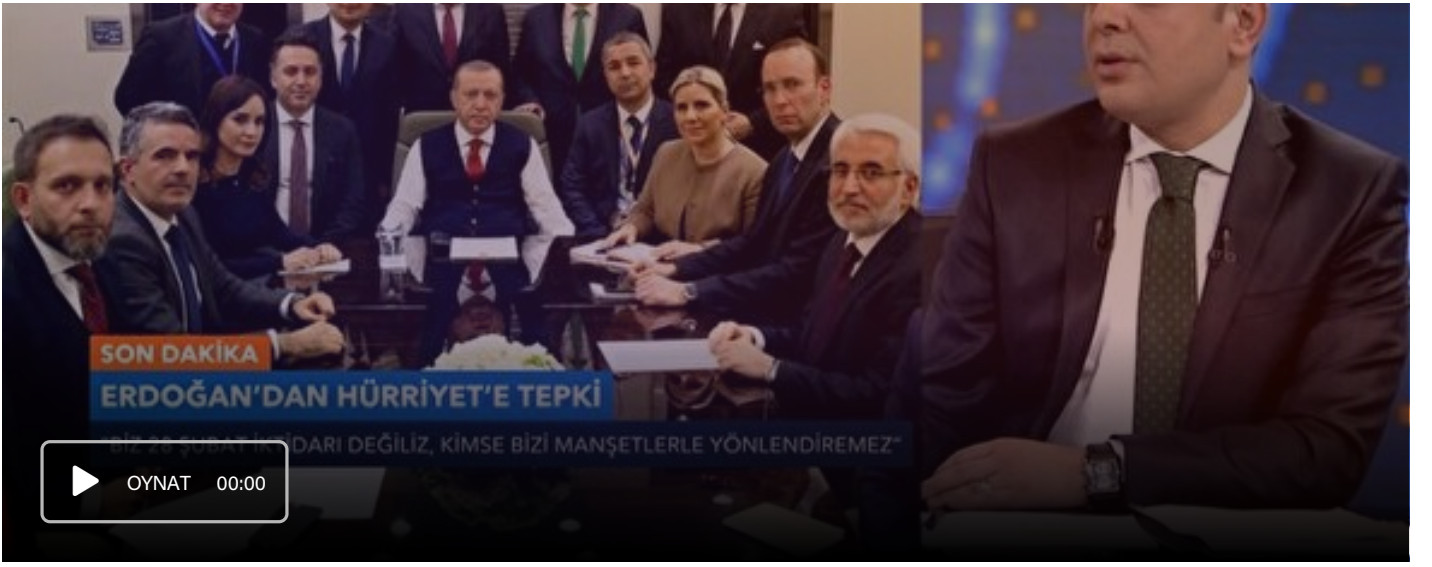 SON DAKİKA
ERDOĞAN'DAN HÜRRİYET'E TEPKİ
"BİZ 28 ŞUBAT İKTİDARI DEĞİLİZ, KİMSE BİZİ MANŞETLERLE YÖNLENDİREMEZ"
OYNAT 00:00